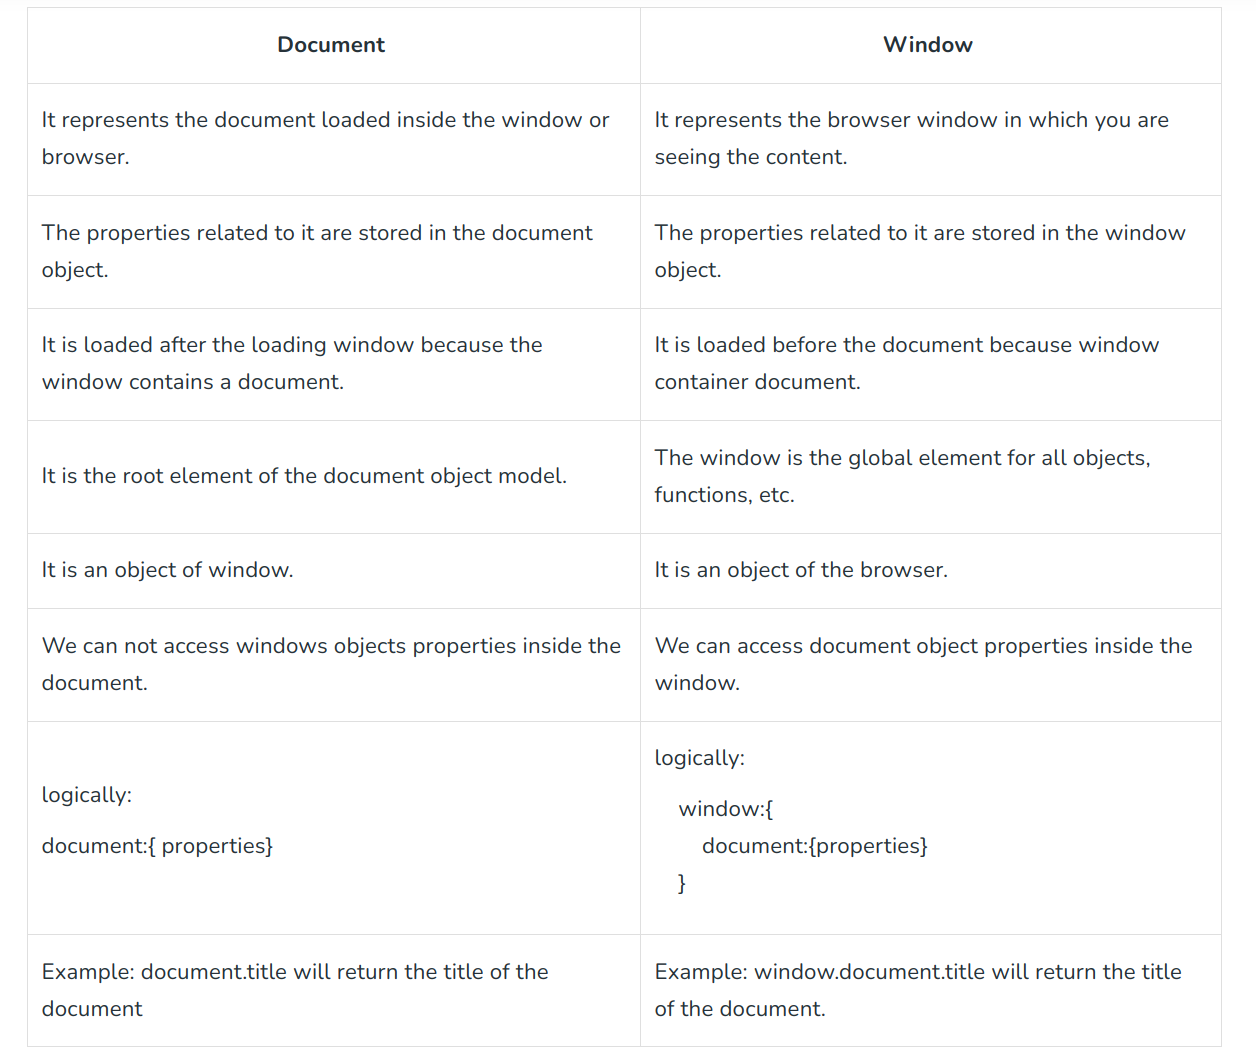 Document
Window
It represents the document loaded inside the window or
browser.
It represents the browser window in which you are
seeing the content.
The properties related to it are stored in the document
object.
The properties related to it are stored in the window
object.
It is loaded after the loading window because the
window contains a document.
It is loaded before the document because window
container document.
It is the root element of the document object model.
The window is the global element for all objects,
functions, etc.
It is an object of window.
It is an object of the browser.
We can not access windows objects properties inside the
document.
We can access document object properties inside the
window.
logically:
document:{ properties}
logically:
window:{
document:{properties}
}
Example: document.title will return the title of the
document
Example: window.document.title will return the title
of the document.